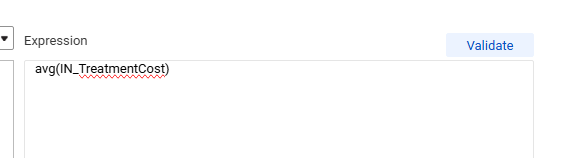 Expression
Validate
avg(IN_TreatmentCost)